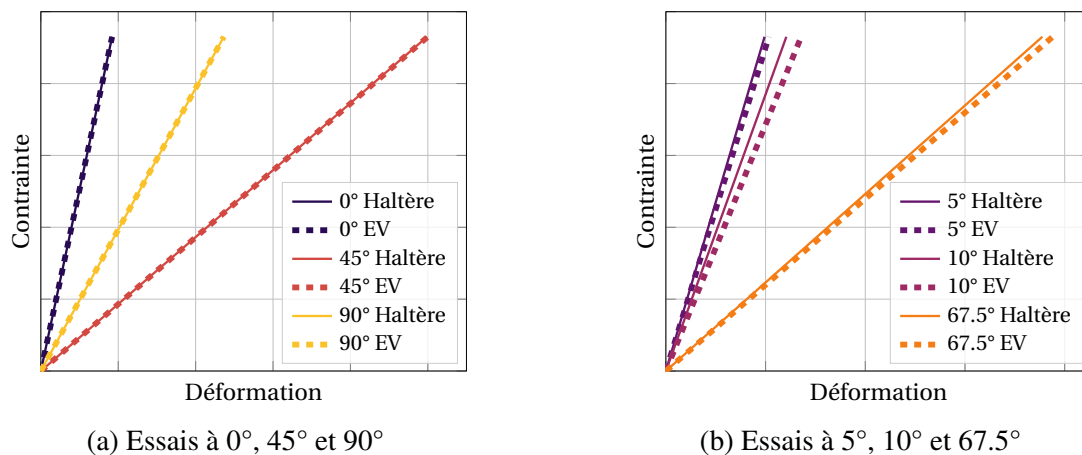 Contrainte
0° Haltère
0° EV
45° Haltère
45° EV
90° Haltère
90° EV
Déformation
(a) Essais à 0°, 45° et 90°
Contrainte
5° Haltère
5° EV
10° Haltère
10° EV
67.5° Haltère
67.5° EV
Déformation
(b) Essais à 5°, 10° et 67.5°